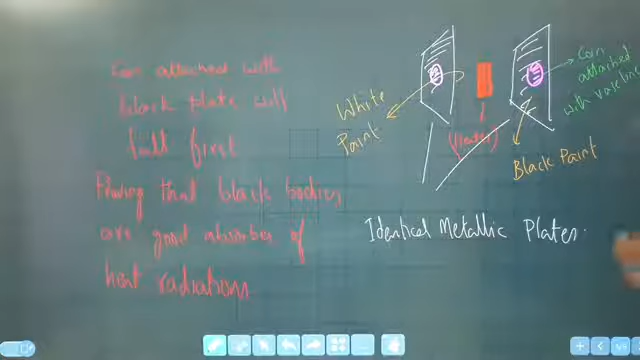 Coin attached with
black plate will
fall first
Proving that black bodies
are good absorber of
heat radiations
White
Paint
(Heater)
Black Paint
Coin
attached
with
Identical Metallic Plates.